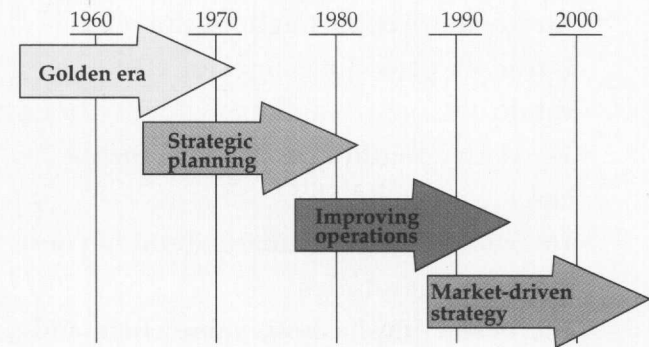 1960 1970 1980 1990 2000
Golden era
Strategic
planning
Improving
operations
Market-driven
strategy